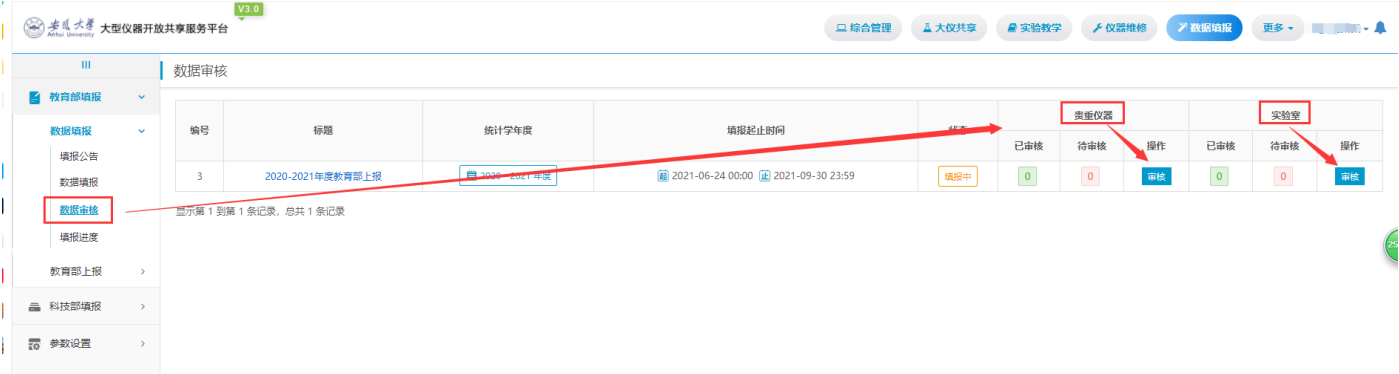 V3.0
安徽大學 大型仪器开放共享服务平台
Anhui University
综合管理 大仪共享 实验教学 仪器维修 数据填报 更多
教育部填报
数据填报
填报公告
数据填报
数据审核
填报进度
教育部上报
科技部填报
参数设置
数据审核
编号 标题 统计学年度 填报起止时间 状态 贵重仪器 实验室
已审核 待审核 操作 已审核 待审核 操作
3 2020-2021年度教育部上报 2020 - 2021 年度 起 2021-06-24 00:00 止 2021-09-30 23:59 填报中 0 0 审核 0 0 审核
显示第 1 到第 1 条记录，总共 1 条记录